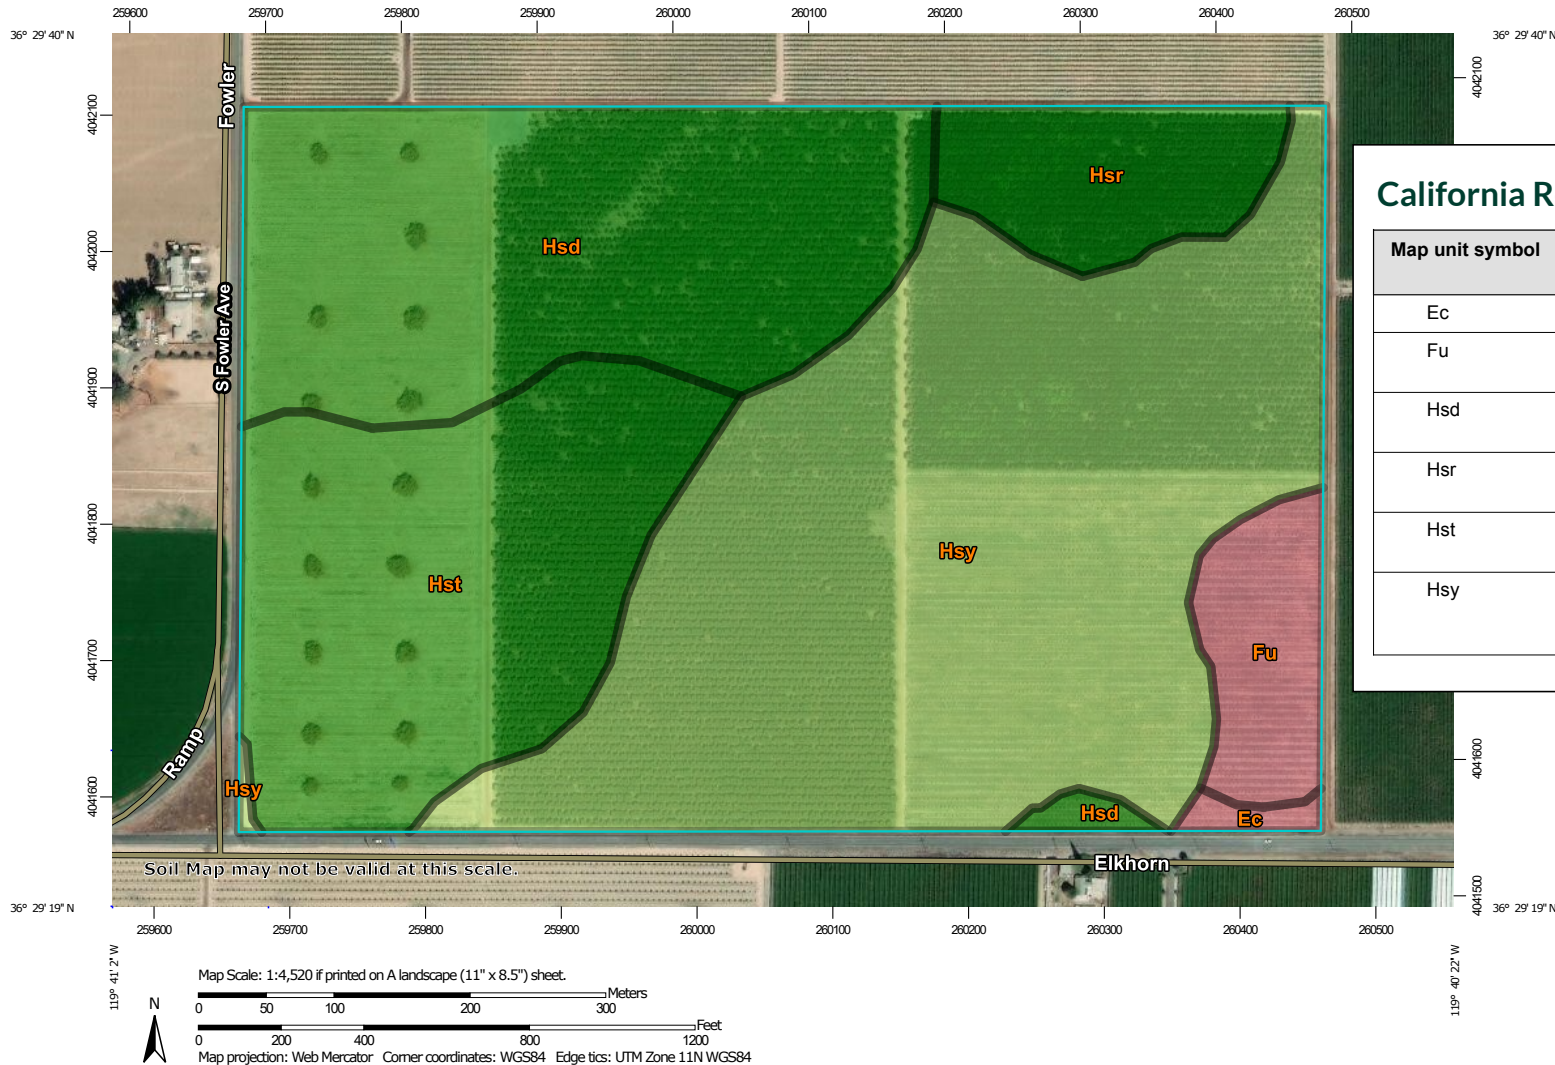 259600 259700 259800 259900 260000 260100 260200 260300 260400 260500
36° 29' 40'' N
36° 29' 40'' N
4042100
4042000
4041900
4041800
4041700
4041600
4042100
4041600
4041500
Fowler
S Fowler Ave
Ramp
Elkhorn
Hsr
Hsd
Hsy
Hst
Fu
Hsy
Hsd
Ec
California R
Map unit symbol
Ec
Fu
Hsd
Hsr
Hst
Hsy
Soil Map may not be valid at this scale.
36° 29' 19'' N
36° 29' 19'' N
259600 259700 259800 259900 260000 260100 260200 260300 260400 260500
119° 41' 2'' W
119° 40' 22'' W
Map Scale: 1:4,520 if printed on A landscape (11" x 8.5") sheet.
N
Meters
0 50 100 200 300
Feet
0 200 400 800 1200
Map projection: Web Mercator Corner coordinates: WGS84 Edge tics: UTM Zone 11N WGS84